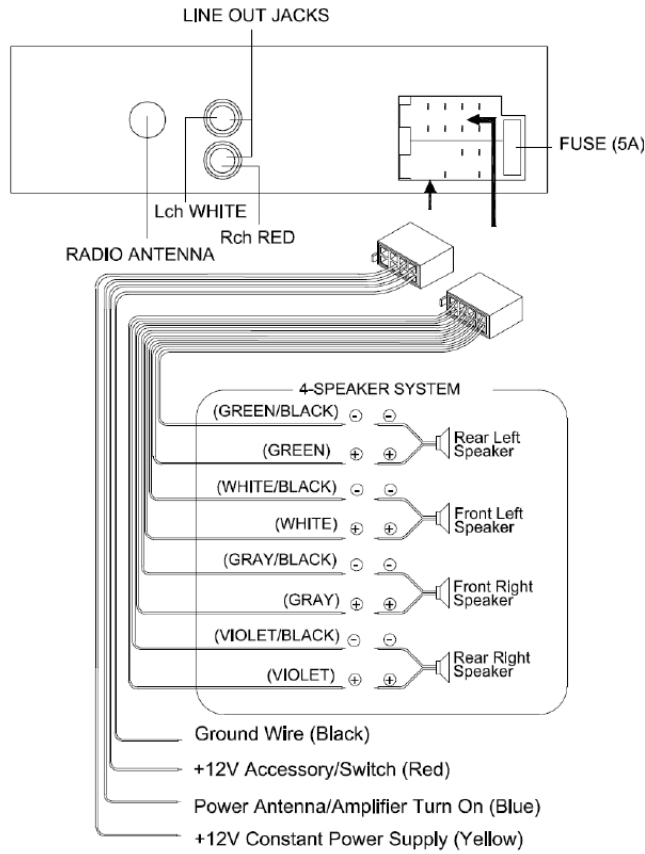 LINE OUT JACKS
FUSE (5A)
Lch WHITE
Rch RED
RADIO ANTENNA
4-SPEAKER SYSTEM
(GREEN/BLACK) - -
(GREEN) + +
Rear Left
Speaker
(WHITE/BLACK) - -
(WHITE) + +
Front Left
Speaker
(GRAY/BLACK) - -
(GRAY) + +
Front Right
Speaker
(VIOLET/BLACK) - -
(VIOLET) + +
Rear Right
Speaker
Ground Wire (Black)
+12V Accessory/Switch (Red)
Power Antenna/Amplifier Turn On (Blue)
+12V Constant Power Supply (Yellow)